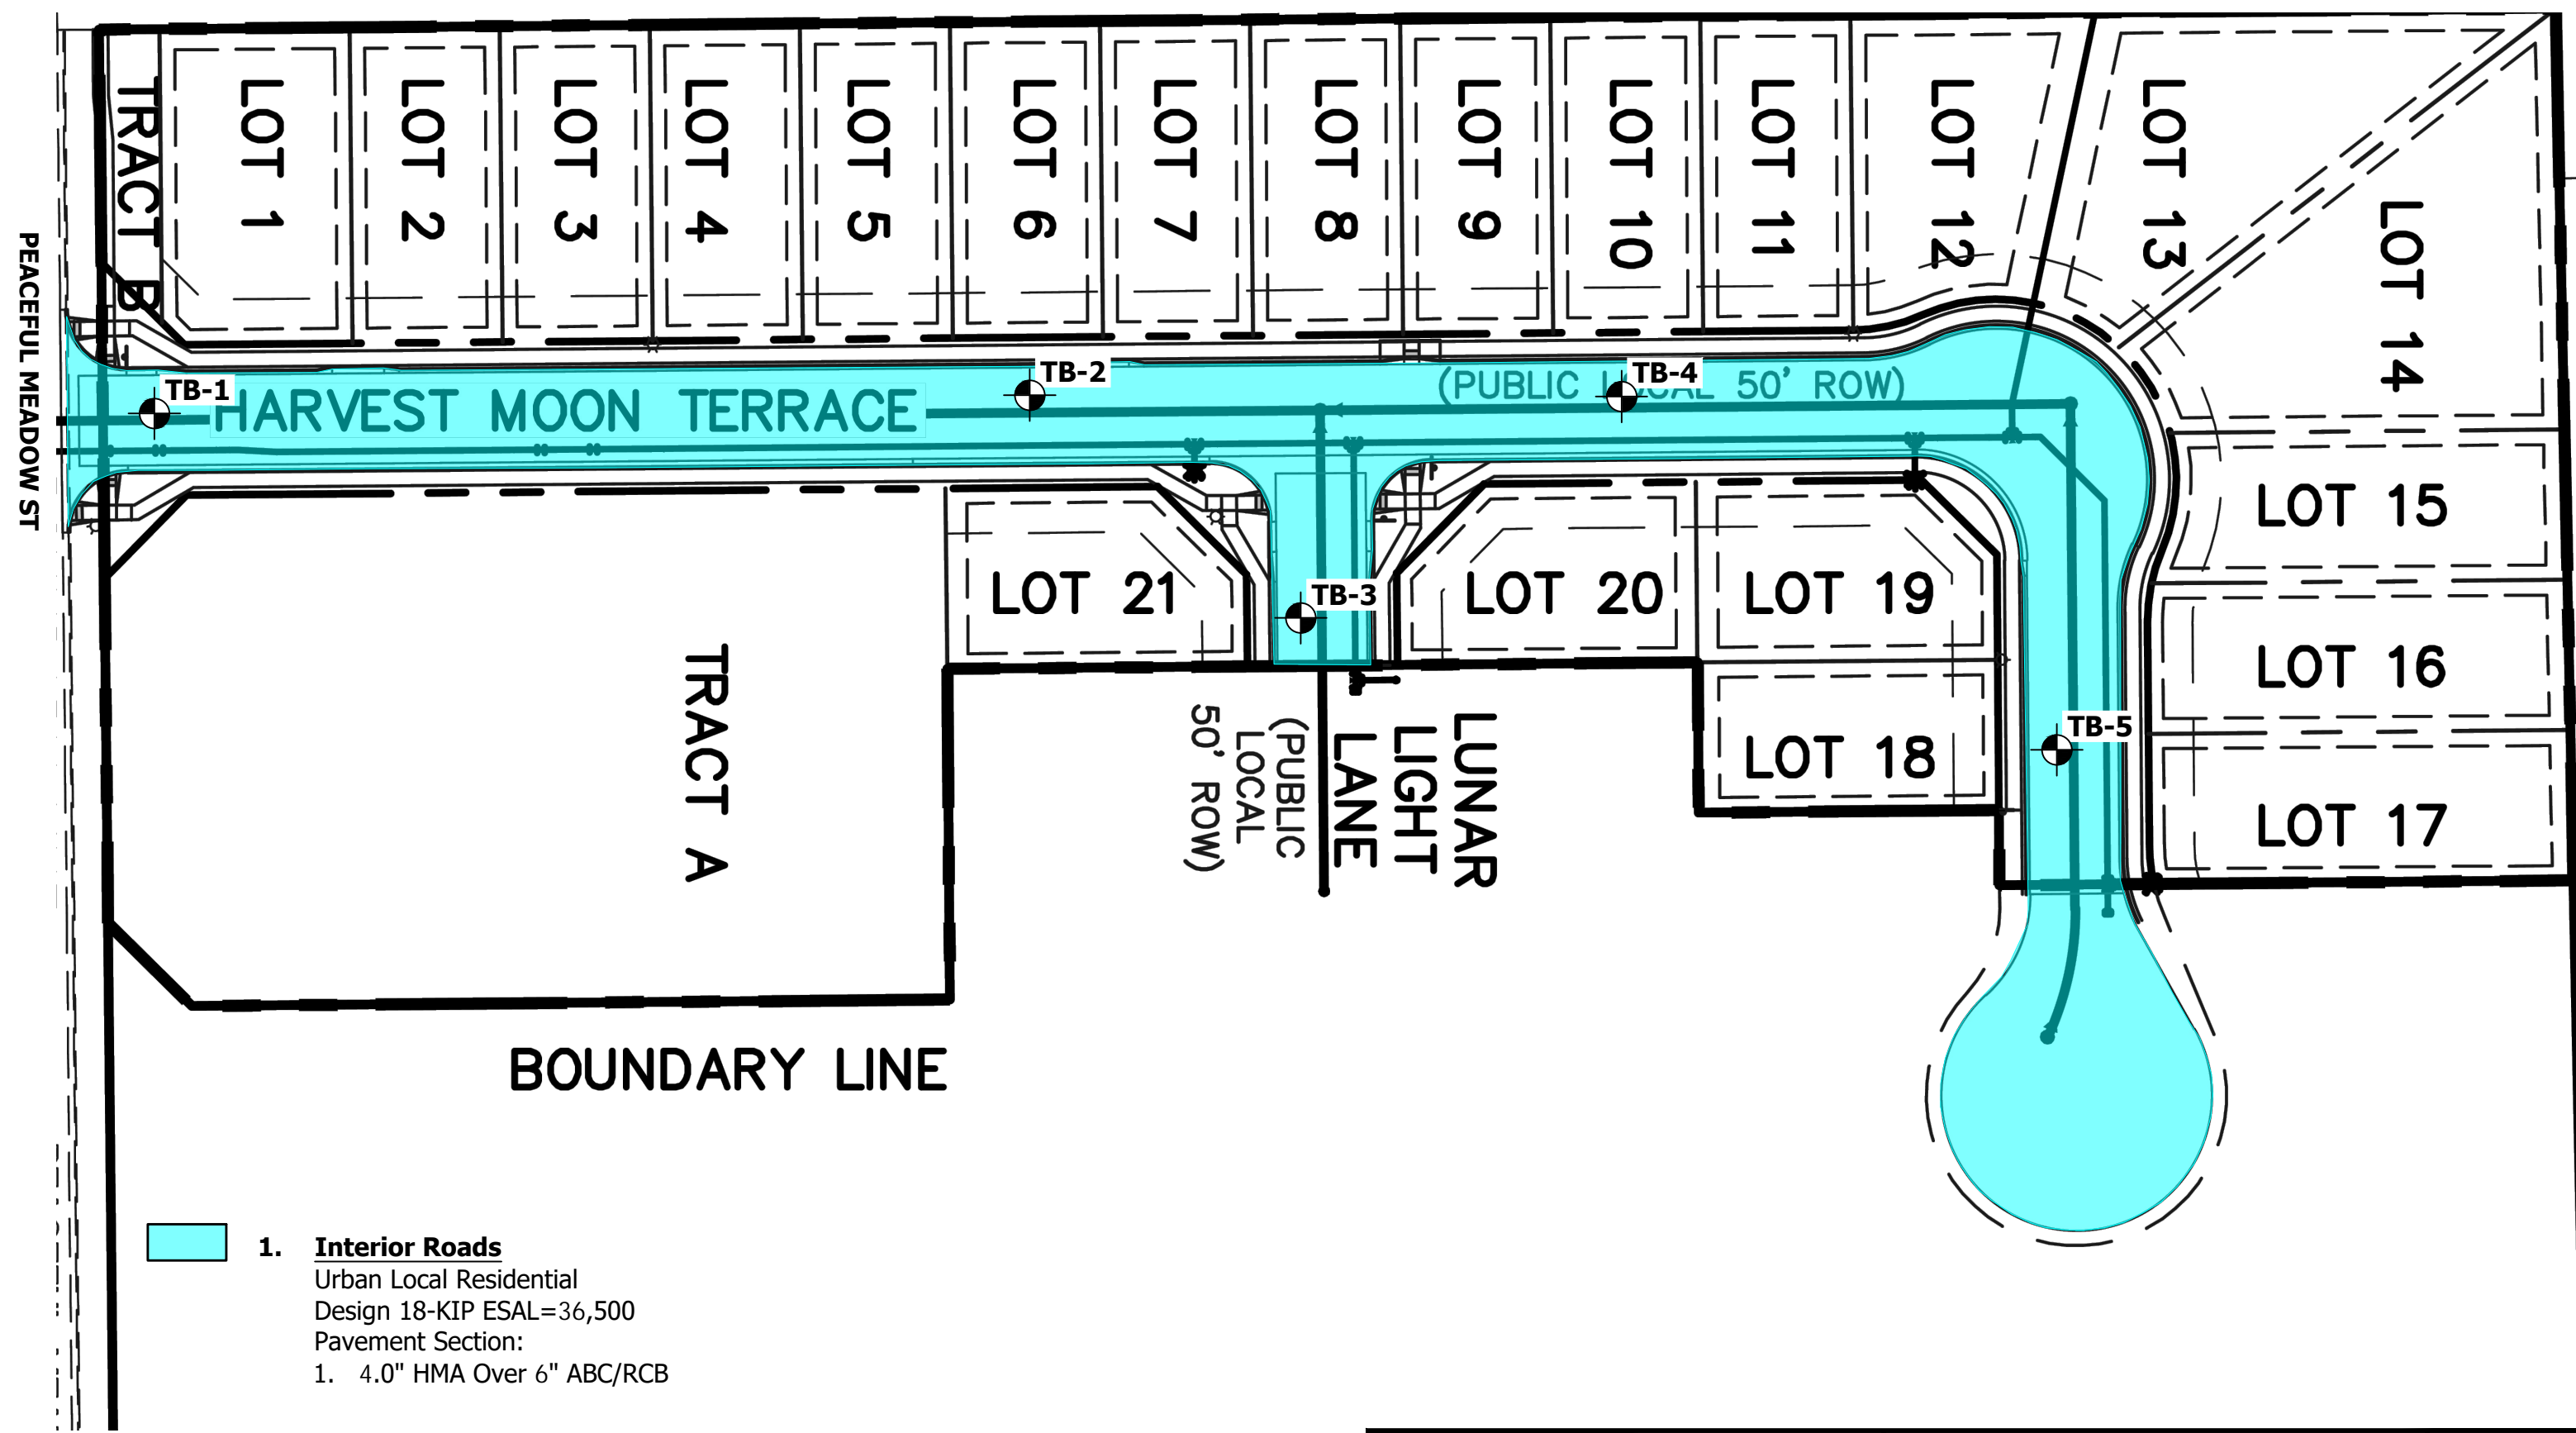 TRACT B
LOT 1
LOT 2
LOT 3
LOT 4
LOT 5
LOT 6
LOT 7
LOT 8
LOT 9
LOT 10
LOT 11
LOT 12
LOT 13
LOT 14
PEACEFUL MEADOW ST
TB-1
HARVEST MOON TERRACE
TB-2
(PUBLIC LOCAL 50' ROW)
TB-4
LOT 15
LOT 21
TB-3
LOT 20
LOT 19
LOT 16
TRACT A
LUNAR
LIGHT
LANE
(PUBLIC
LOCAL
50' ROW)
LOT 18
TB-5
LOT 17
BOUNDARY LINE
1. Interior Roads
Urban Local Residential
Design 18-KIP ESAL=36,500
Pavement Section:
1. 4.0" HMA Over 6" ABC/RCB